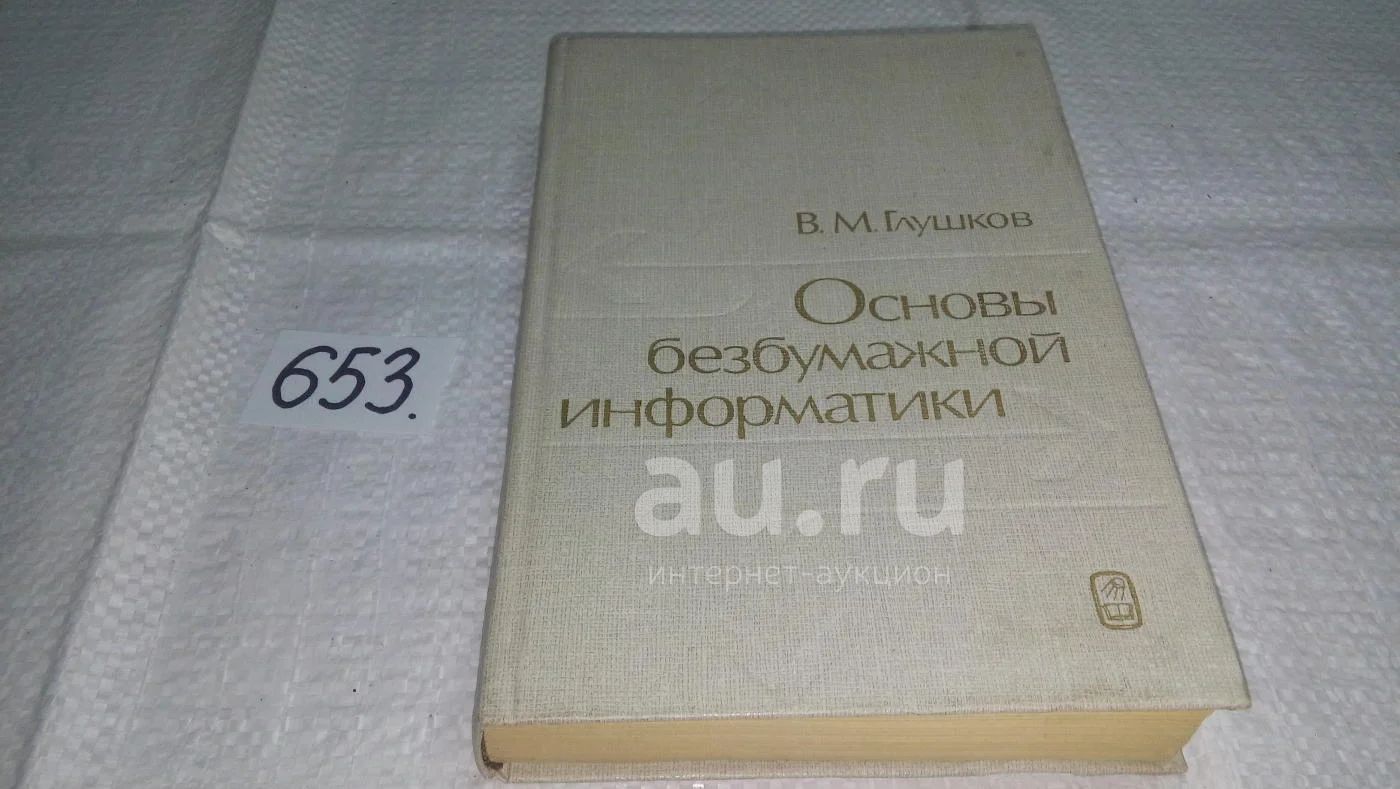 653.
В. М. Глушков
Основы
безбумажной
информатики
au.ru
интернет-аукцион